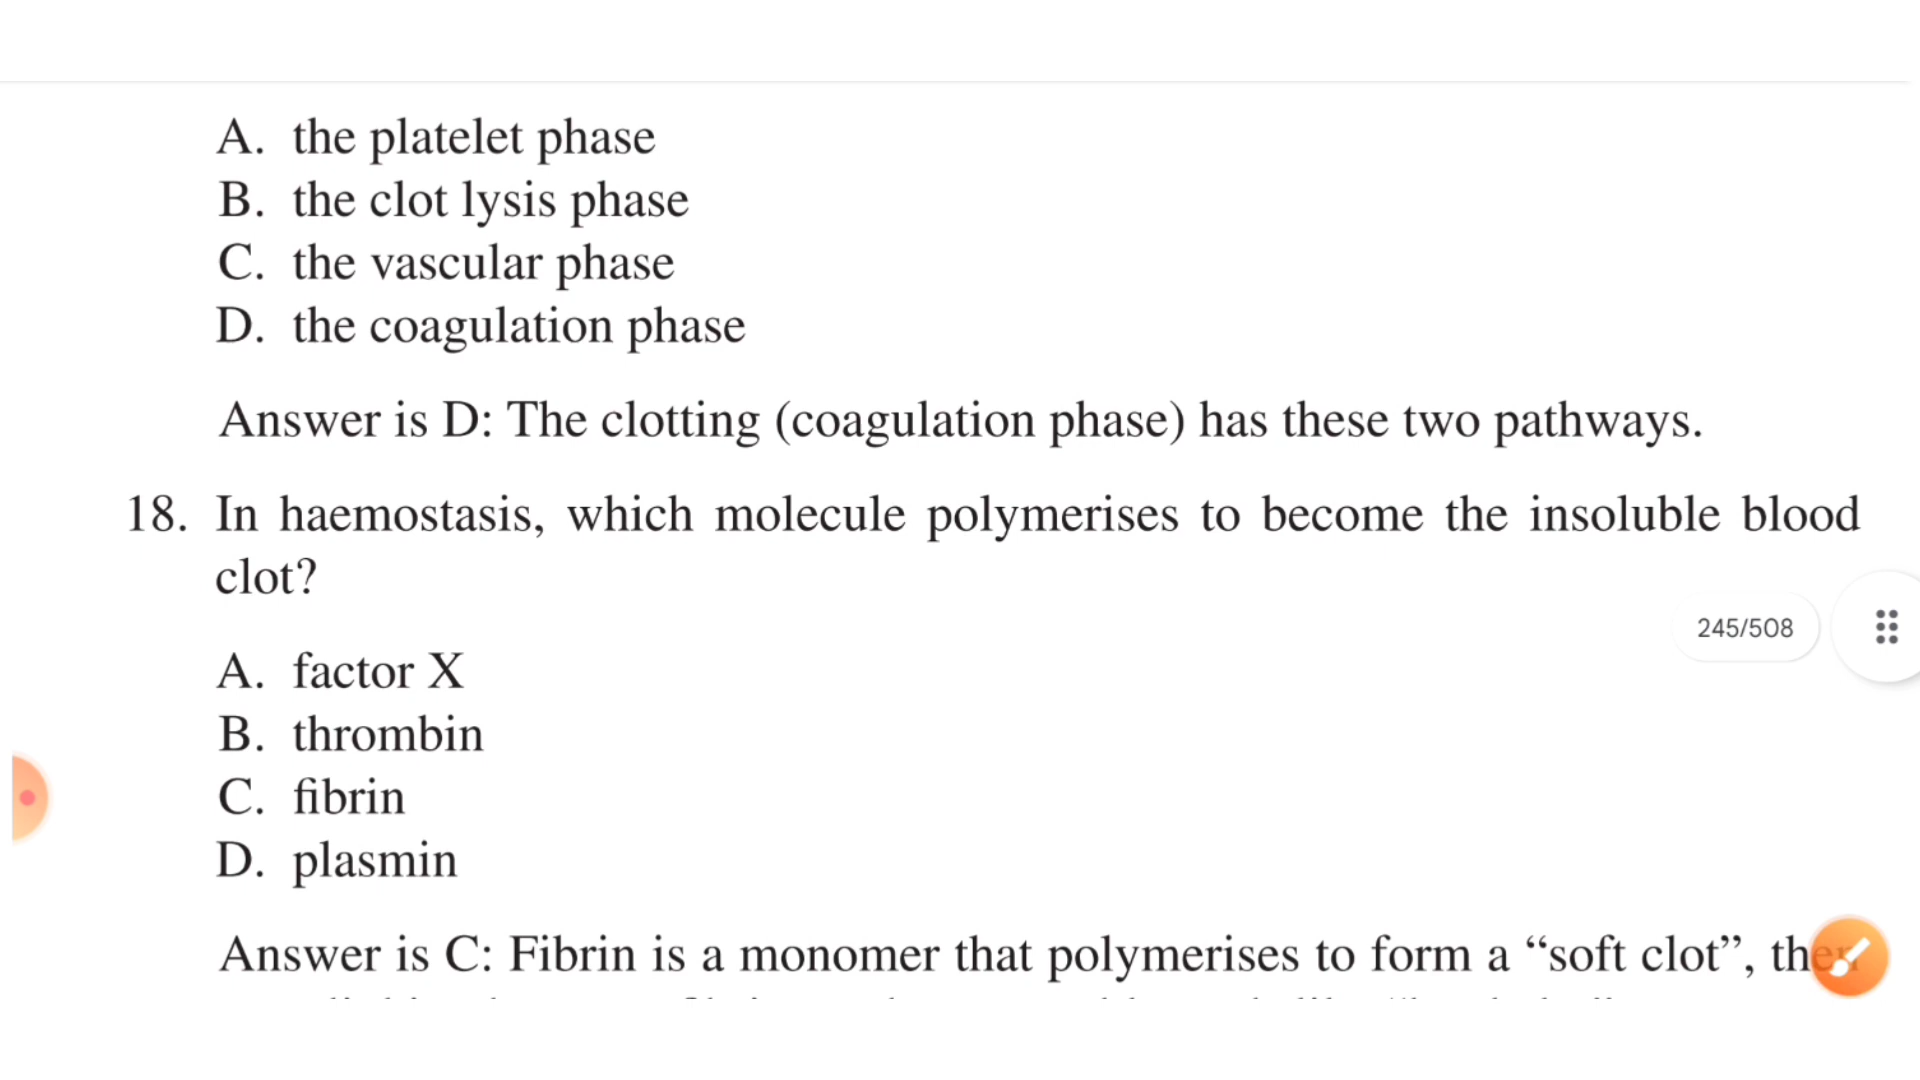 A. the platelet phase
B. the clot lysis phase
C. the vascular phase
D. the coagulation phase
Answer is D: The clotting (coagulation phase) has these two pathways.
18. In haemostasis, which molecule polymerises to become the insoluble blood
clot?
245/508
A. factor X
B. thrombin
C. fibrin
D. plasmin
Answer is C: Fibrin is a monomer that polymerises to form a “soft clot”,